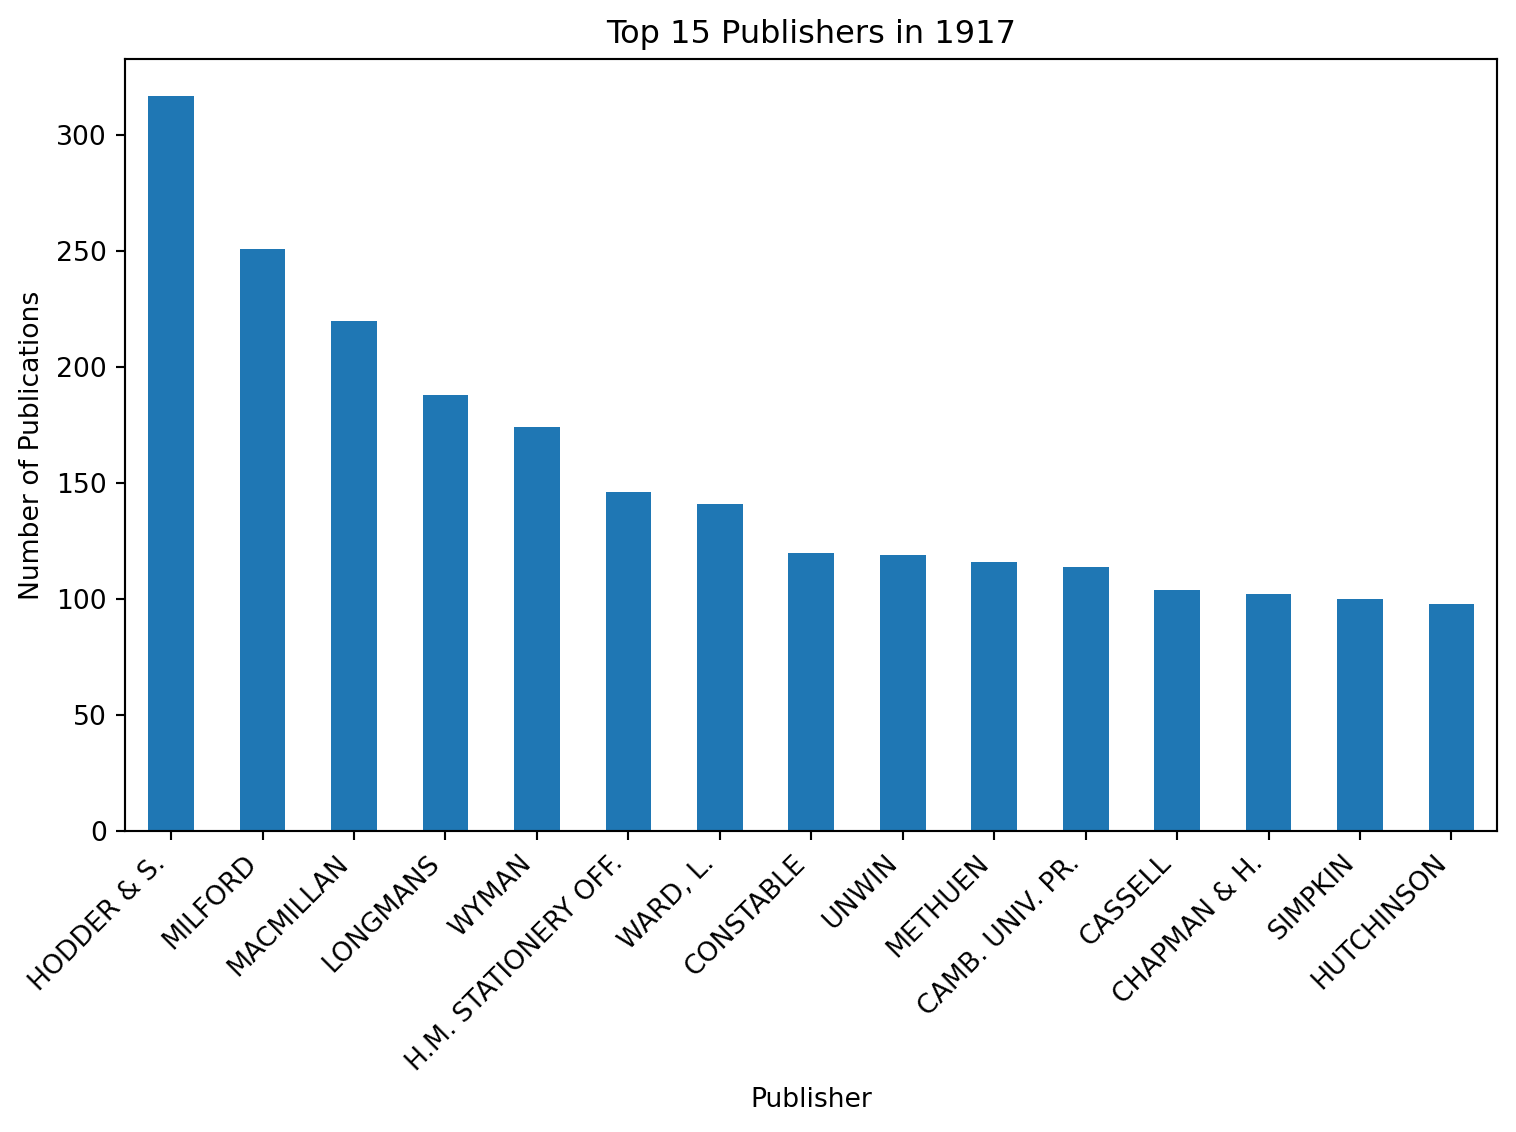 Top 15 Publishers in 1917
Number of Publications
300
250
200
150
100
50
0
HODDER & S.
MILFORD
MACMILLAN
LONGMANS
WYMAN
H.M. STATIONERY OFF.
WARD, L.
CONSTABLE
UNWIN
METHUEN
CAMB. UNIV. PR.
CASSELL
CHAPMAN & H.
SIMPKIN
HUTCHINSON
Publisher